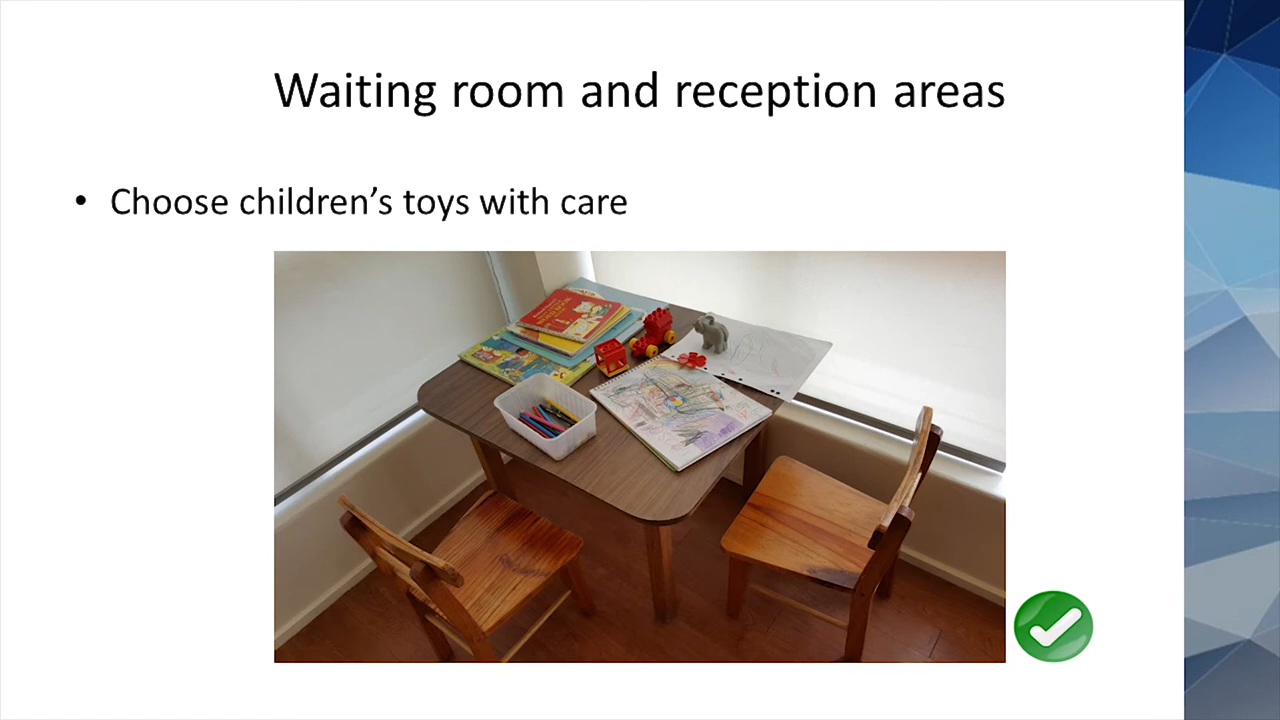 Waiting room and reception areas
• Choose children’s toys with care